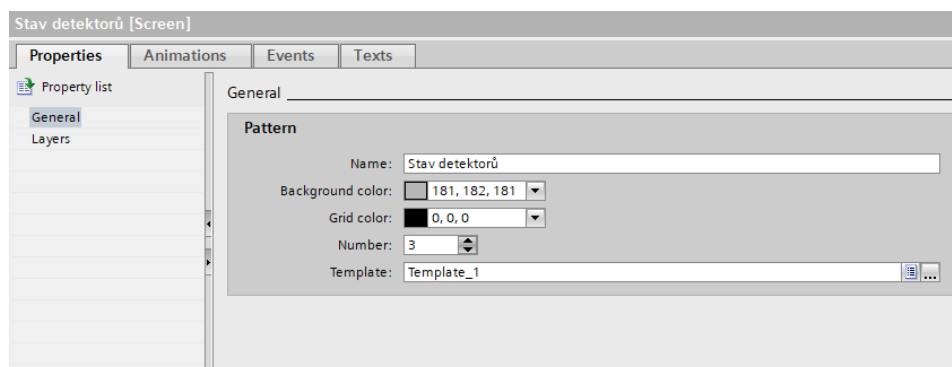 Stav detektorů [Screen]
Properties Animations Events Texts
Property list
General
Layers
General
Pattern
Name: Stav detektorů
Background color: 181, 182, 181
Grid color: 0, 0, 0
Number: 3
Template: Template_1
...